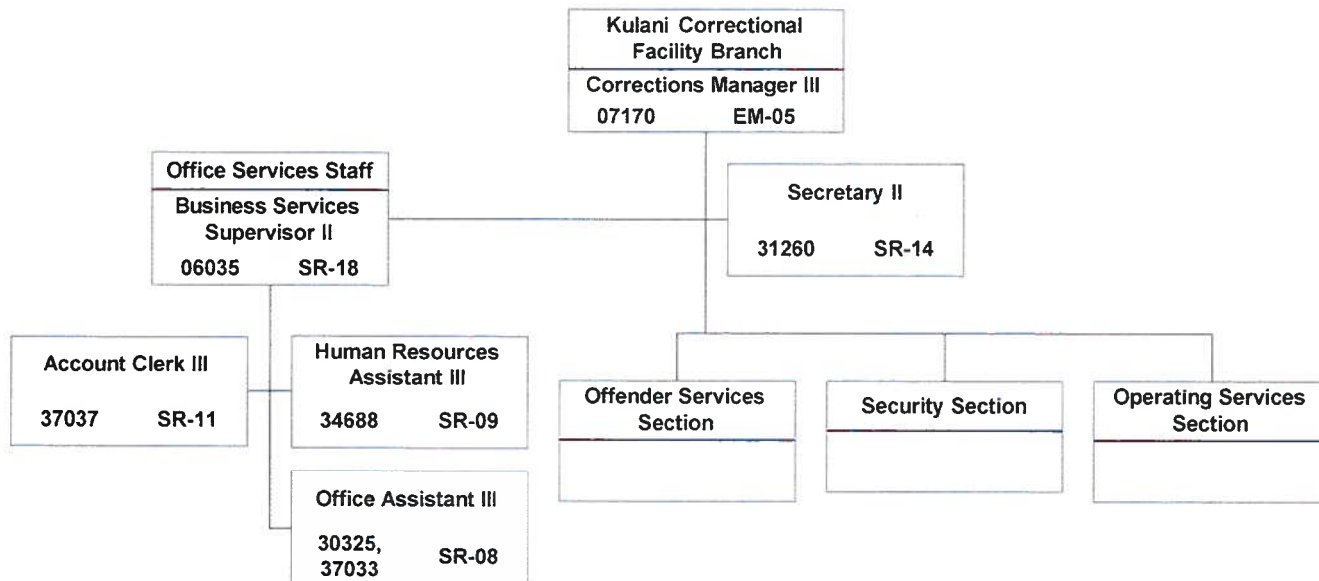 Kulani Correctional
Facility Branch
Corrections Manager III
07170 EM-05
Office Services Staff
Business Services
Supervisor II
06035 SR-18
Secretary II
31260 SR-14
Account Clerk III
37037 SR-11
Human Resources
Assistant III
34688 SR-09
Office Assistant III
30325,
37033 SR-08
Offender Services
Section
Security Section
Operating Services
Section